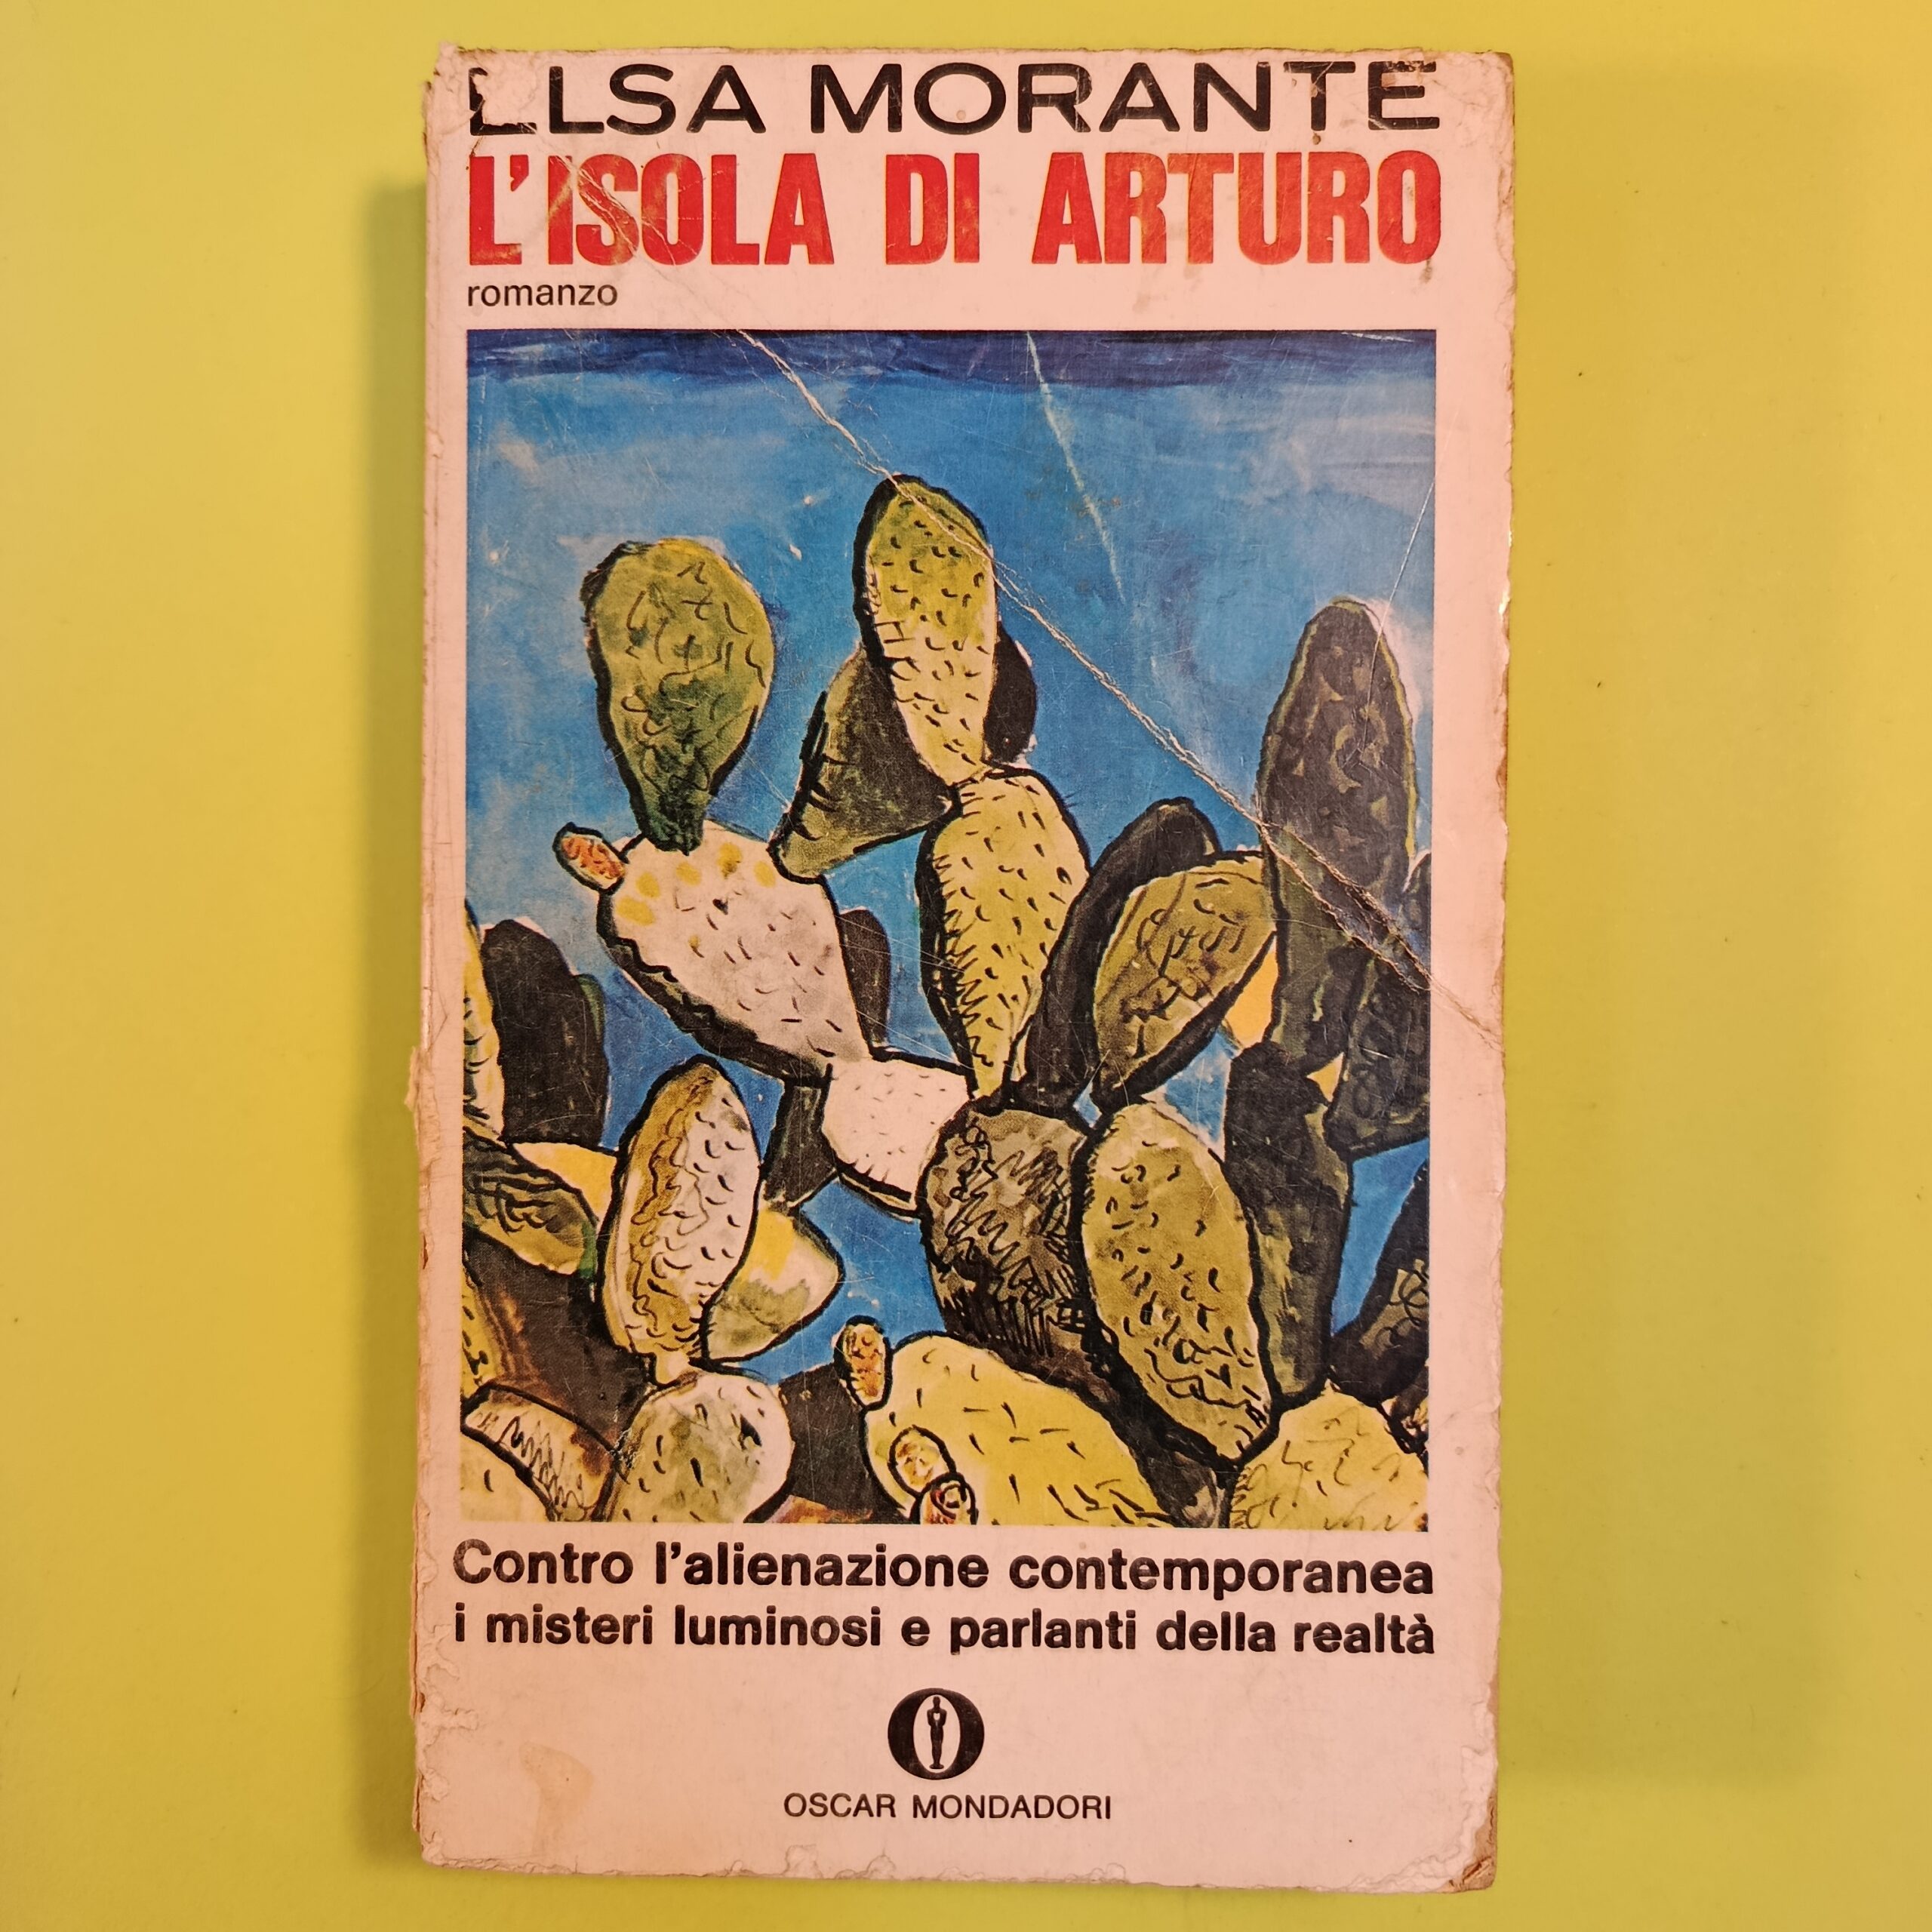 ELSA MORANTE
L'ISOLA DI ARTURO
romanzo
Contro l'alienazione contemporanea
i misteri luminosi e parlanti della realtà
OSCAR MONDADORI